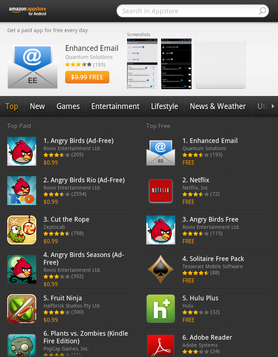 amazon appstore
for Android
Search in Appstore
Get a paid app for free every day
Screenshots
Enhanced Email
Quantum Solutions
(193)
$9.99 FREE
EE
Top New Games Entertainment Lifestyle News & Weather
Top Paid
1. Angry Birds (Ad-Free)
Rovio Entertainment Ltd.
(205)
$0.99
2. Angry Birds Rio (Ad-Free)
Rovio Entertainment Ltd.
(2554)
$0.99
3. Cut the Rope
ZeptoLab
(756)
$0.99
4. Angry Birds Seasons (Ad-
Free)
Rovio Entertainment Ltd.
(392)
$0.99
5. Fruit Ninja
Halfbrick Studios Pty Ltd
(300)
$0.99
6. Plants vs. Zombies (Kindle
Fire Edition)
PopCap Games, Inc.
Top Free
1. Enhanced Email
Quantum Solutions
(193)
FREE
2. Netflix
Netflix, Inc.
(72)
FREE
3. Angry Birds Free
Rovio Entertainment Ltd.
(115)
FREE
4. Solitaire Free Pack
Tesseract Mobile Software
(88)
FREE
5. Hulu Plus
Hulu
(32)
FREE
6. Adobe Reader
Adobe Systems
(24)